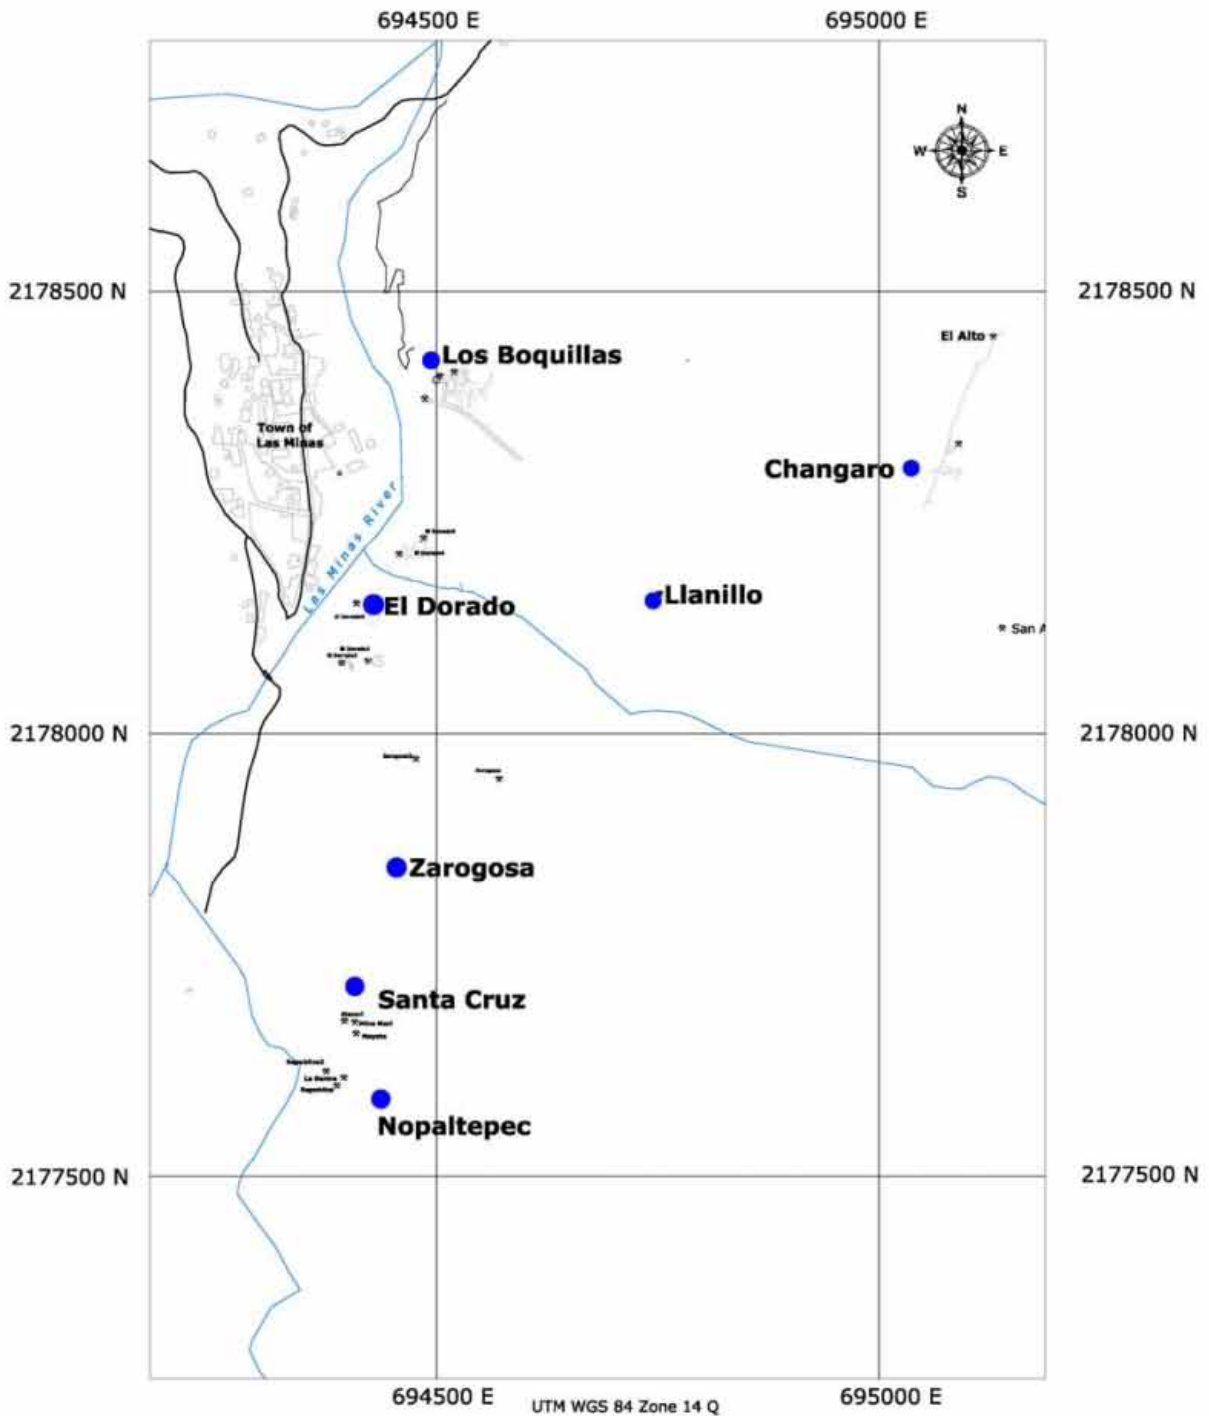 694500 E
695000 E
N
W
E
S
2178500 N
2178500 N
El Alto
Los Boquillas
Town of
Las Minas
Changaro
Las Minas River
Llanillo
El Dorado
San A
2178000 N
2178000 N
Zarogosa
Santa Cruz
Nopaltepec
2177500 N
2177500 N
694500 E
695000 E
UTM WGS 84 Zone 14 Q